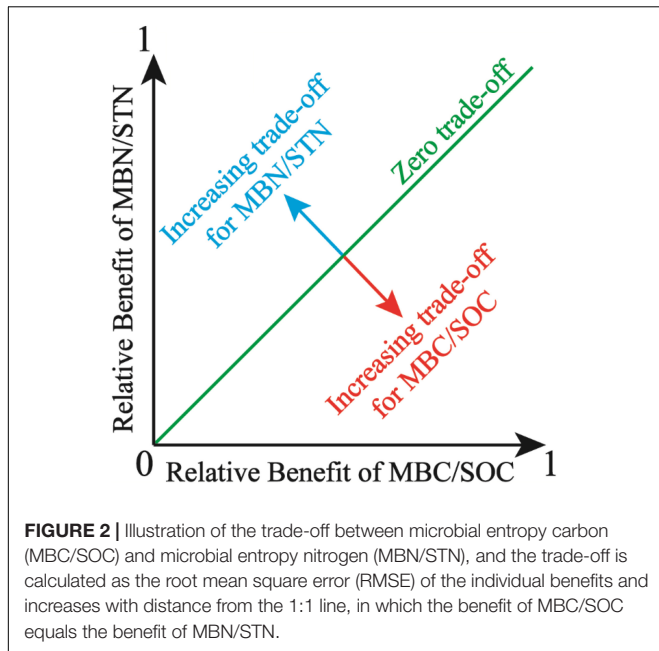 1
Relative Benefit of MBN/STN
Increasing trade-off
for MBN/STN
Zero trade-off
Increasing trade-off
for MBC/SOC
0
Relative Benefit of MBC/SOC
1
FIGURE 2 | Illustration of the trade-off between microbial entropy carbon
(MBC/SOC) and microbial entropy nitrogen (MBN/STN), and the trade-off is
calculated as the root mean square error (RMSE) of the individual benefits and
increases with distance from the 1:1 line, in which the benefit of MBC/SOC
equals the benefit of MBN/STN.